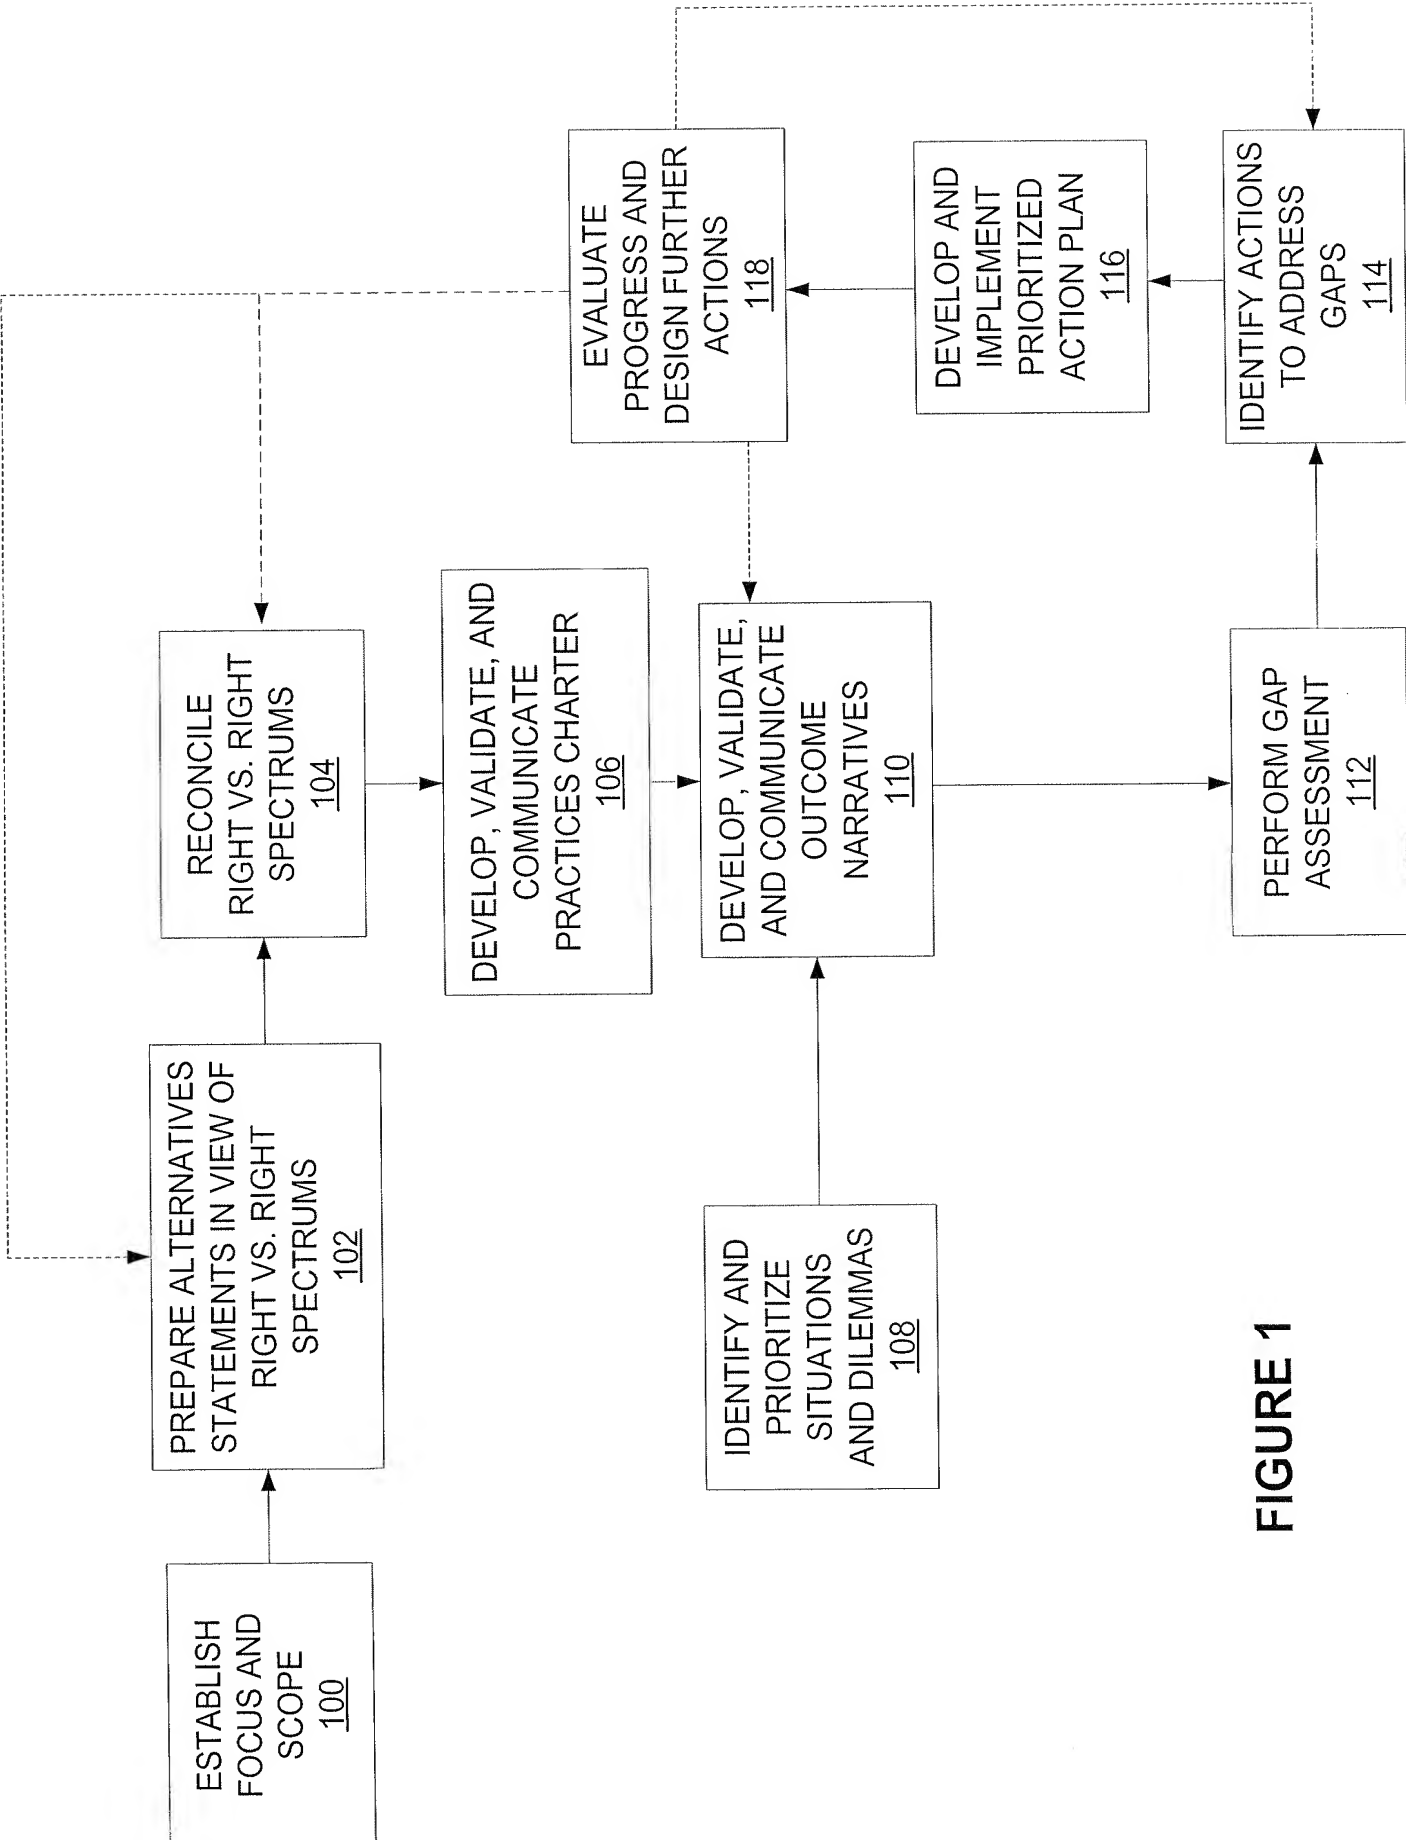 ESTABLISH
FOCUS AND
SCOPE
100
PREPARE ALTERNATIVES
STATEMENTS IN VIEW OF
RIGHT VS. RIGHT
SPECTRUMS
102
RECONCILE
RIGHT VS. RIGHT
SPECTRUMS
104
DEVELOP, VALIDATE, AND
COMMUNICATE
PRACTICES CHARTER
106
IDENTIFY AND
PRIORITIZE
SITUATIONS
AND DILEMMAS
108
DEVELOP, VALIDATE,
AND COMMUNICATE
OUTCOME
NARRATIVES
110
PERFORM GAP
ASSESSMENT
112
IDENTIFY ACTIONS
TO ADDRESS
GAPS
114
DEVELOP AND
IMPLEMENT
PRIORITIZED
ACTION PLAN
116
EVALUATE
PROGRESS AND
DESIGN FURTHER
ACTIONS
118
FIGURE 1